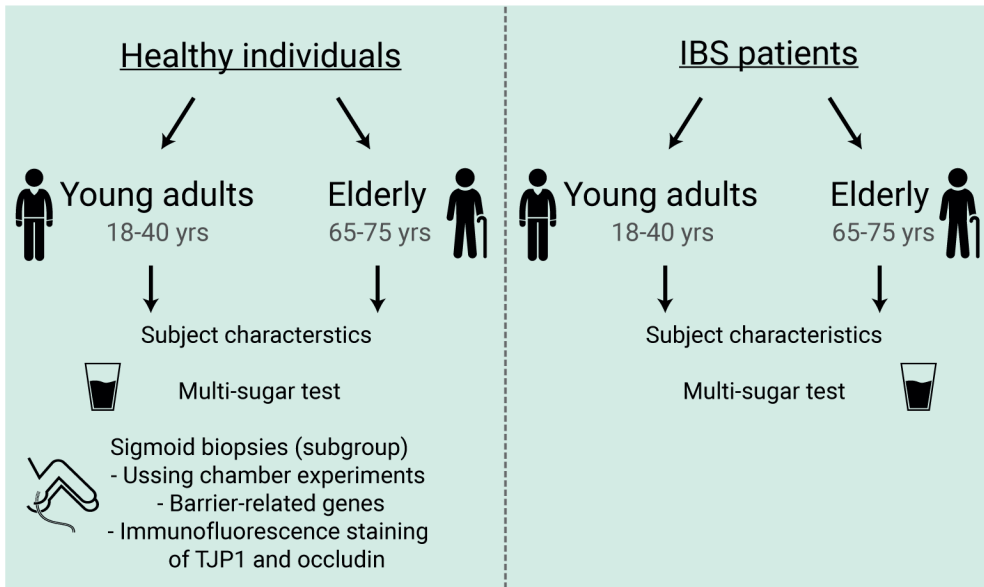 Healthy individuals
Young adults
18-40 yrs
Elderly
65-75 yrs
Subject characterstics
Multi-sugar test
Sigmoid biopsies (subgroup)
- Ussing chamber experiments
- Barrier-related genes
- Immunofluorescence staining
of TJP1 and occludin
IBS patients
Young adults
18-40 yrs
Elderly
65-75 yrs
Subject characteristics
Multi-sugar test